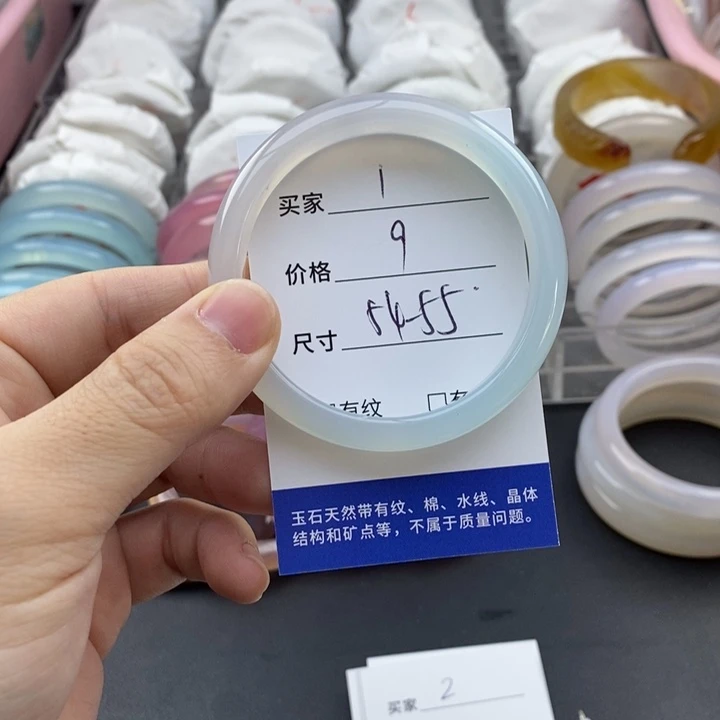 买家 1
价格 9
尺寸 54-55
有纹 口有
玉石天然带有纹、棉、水线、晶体
结构和矿点等，不属于质量问题。
买家 2